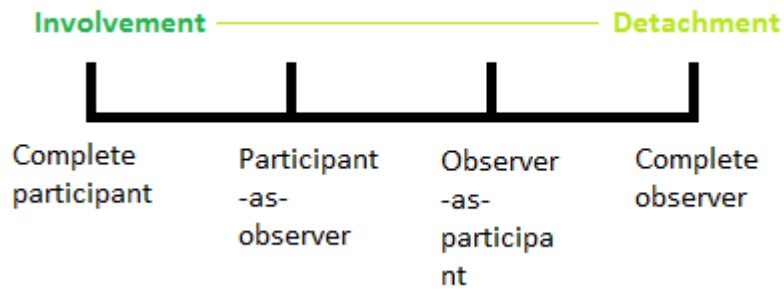 Involvement Detachment
Complete
participant
Participant
-as-
observer
Observer
-as-
participa
nt
Complete
observer